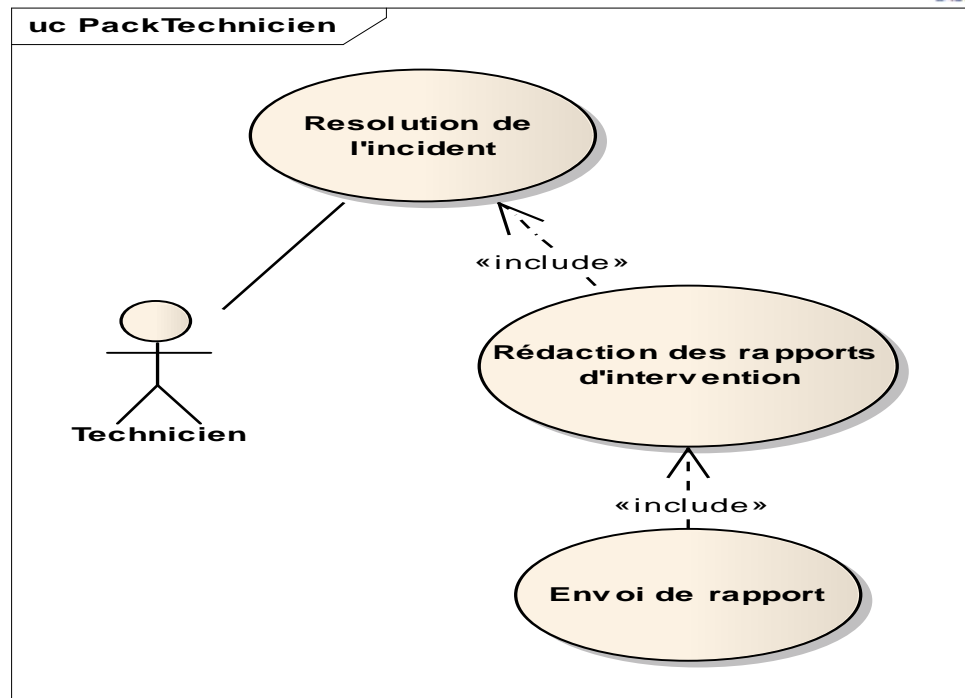 uc PackTechnicien
Resolution de
l'incident
«include»
Rédaction des rapports
d'intervention
Technicien
«include»
Envoi de rapport